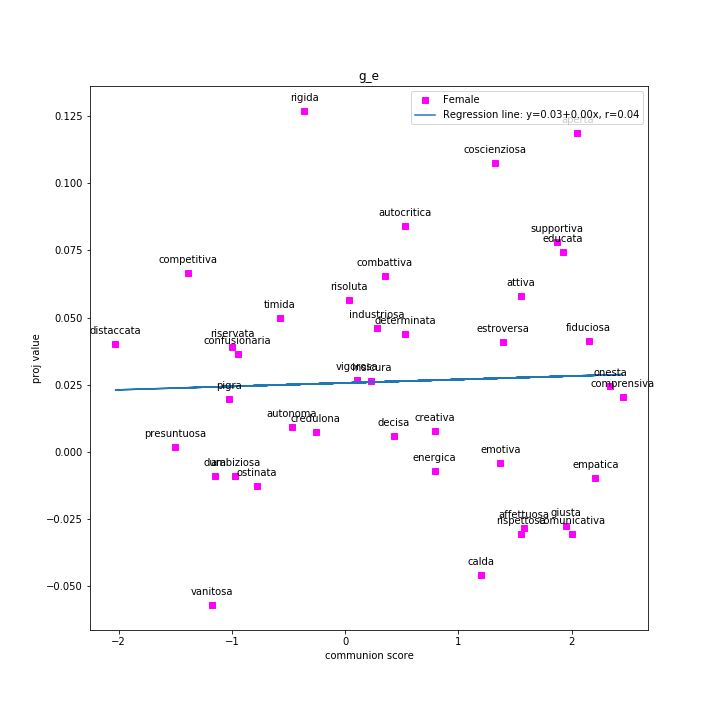 g_e
rigida
Female
Regression line: y=0.03+0.00x, r=0.04
aperta
coscienziosa
autocritica
supportiva
educata
competitiva
combattiva
risoluta
attiva
timida
industriosa
determinata
distaccata
riservata
confusionaria
estroversa
fiduciosa
vigorosa
insicura
onesta
comprensiva
pigra
autonoma
credulona
decisa
creativa
presuntuosa
dura
ambiziosa
ostinata
energica
emotiva
empatica
affettuosa
rispettosa
giusta
comunicativa
calda
vanitosa
0.125
0.100
0.075
0.050
0.025
0.000
−0.025
−0.050
proj value
−2
−1
0
1
2
communion score